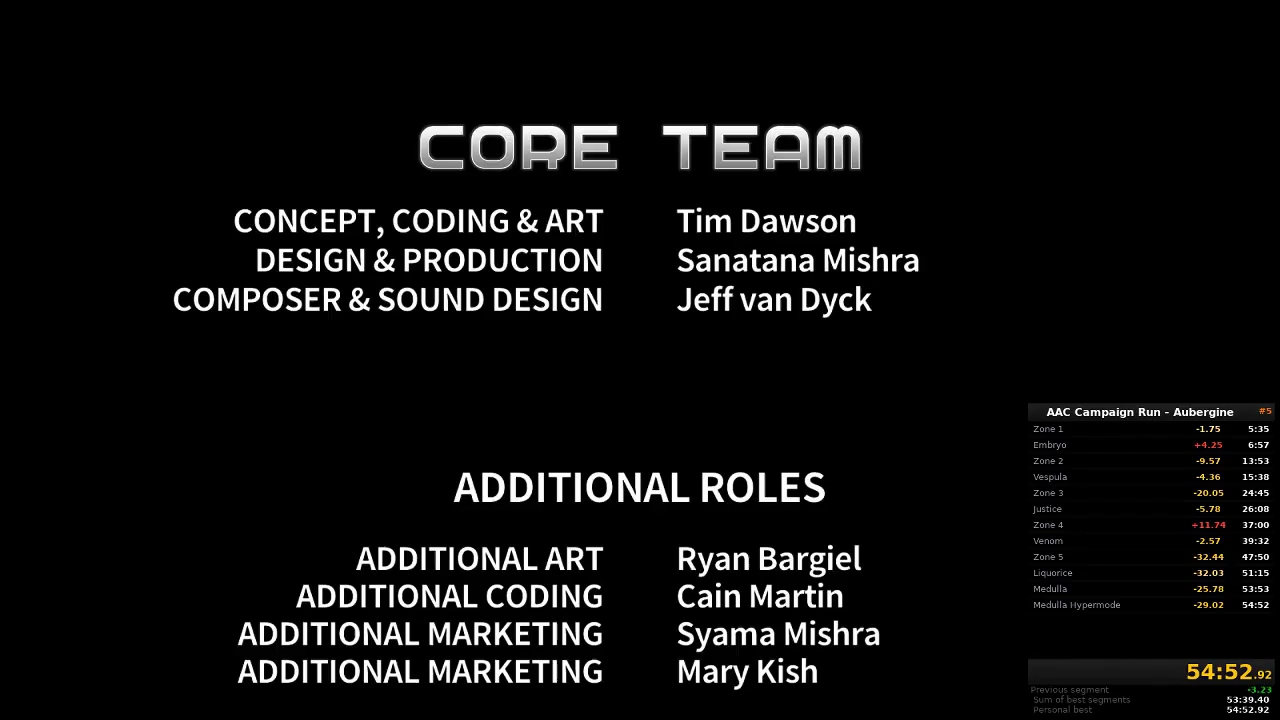 CORE TEAM
CONCEPT, CODING & ART Tim Dawson
DESIGN & PRODUCTION Sanatana Mishra
COMPOSER & SOUND DESIGN Jeff van Dyck
ADDITIONAL ROLES
ADDITIONAL ART Ryan Bargiel
ADDITIONAL CODING Cain Martin
ADDITIONAL MARKETING Syama Mishra
ADDITIONAL MARKETING Mary Kish
AAC Campaign Run - Aubergine #5
Zone 1 -1.75 5:35
Embryo +4.25 6:57
Zone 2 -9.57 13:53
Vespula -4.36 15:38
Zone 3 -20.05 24:45
Justice -5.78 26:08
Zone 4 +11.74 37:00
Venom -2.57 39:32
Zone 5 -32.44 47:50
Liquorice -32.03 51:15
Medulla -25.78 53:53
Medulla Hypermode -29.02 54:52
54:52.92
Previous segment -3.23
Sum of best segments 53:39.40
Personal best 54:52.92